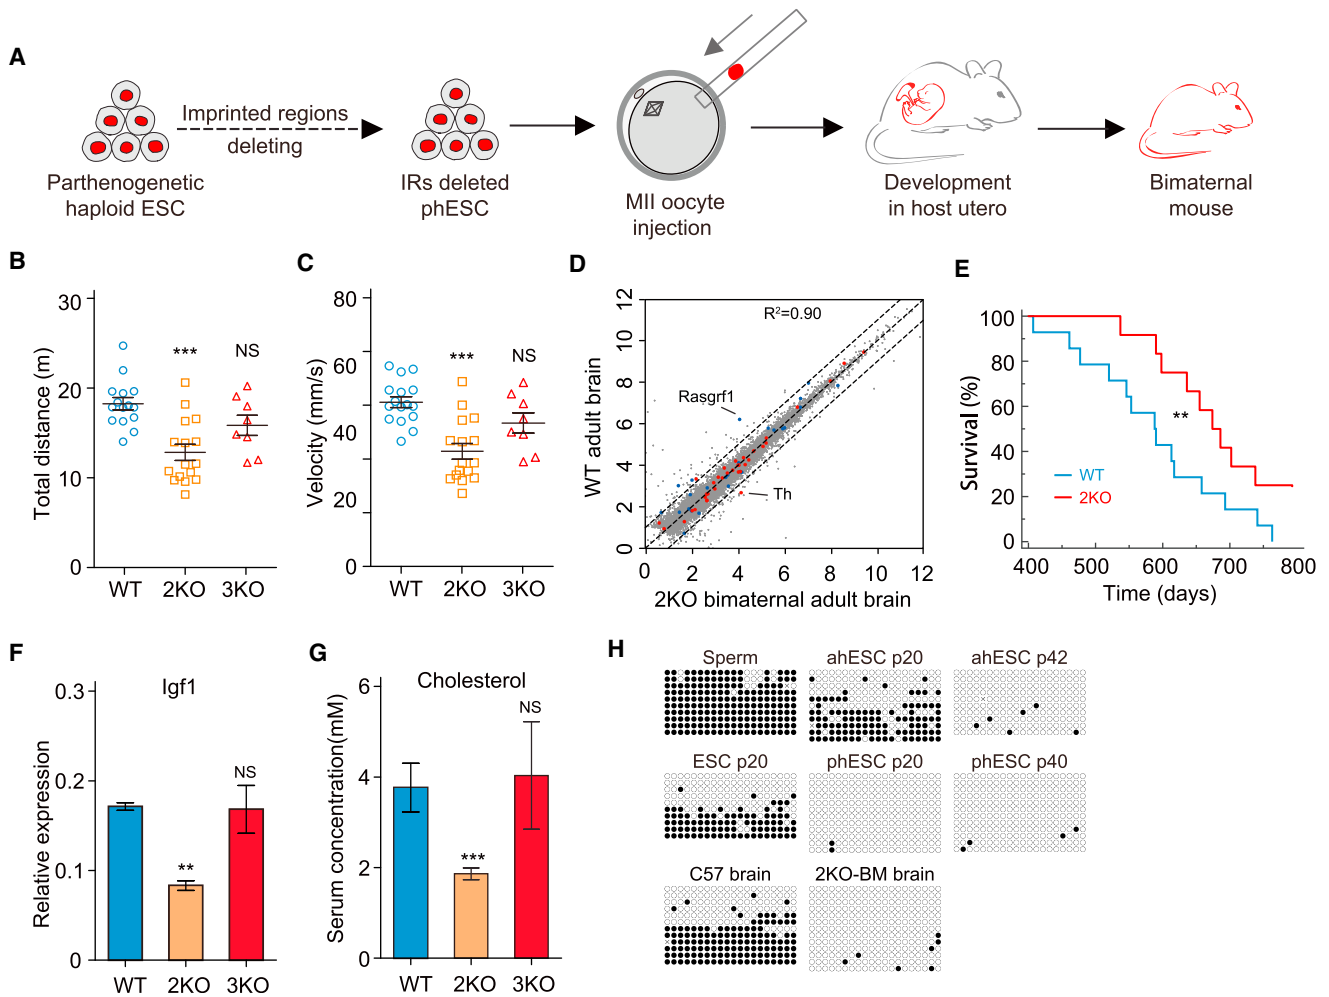 A
Parthenogenetic
haploid ESC
Imprinted regions
deleting
IRs deleted
phESC
MII oocyte
injection
Development
in host utero
Bimaternal
mouse
B
Total distance (m)
30
20
10
0
***
NS
WT 2KO 3KO
C
Velocity (mm/s)
80
60
40
20
0
***
NS
WT 2KO 3KO
D
WT adult brain
12
10
8
6
4
2
0
R²=0.90
Rasgrf1
Th
0 2 4 6 8 10 12
2KO bimaternal adult brain
E
Survival (%)
100
80
60
40
20
0
**
WT
2KO
400 500 600 700 800
Time (days)
F
Igf1
Relative expression
0.3
0.2
0.1
0
**
NS
WT 2KO 3KO
G
Cholesterol
Serum concentration(mM)
6
4
2
0
***
NS
WT 2KO 3KO
H
Sperm
ahESC p20
ahESC p42
ESC p20
phESC p20
phESC p40
C57 brain
2KO-BM brain